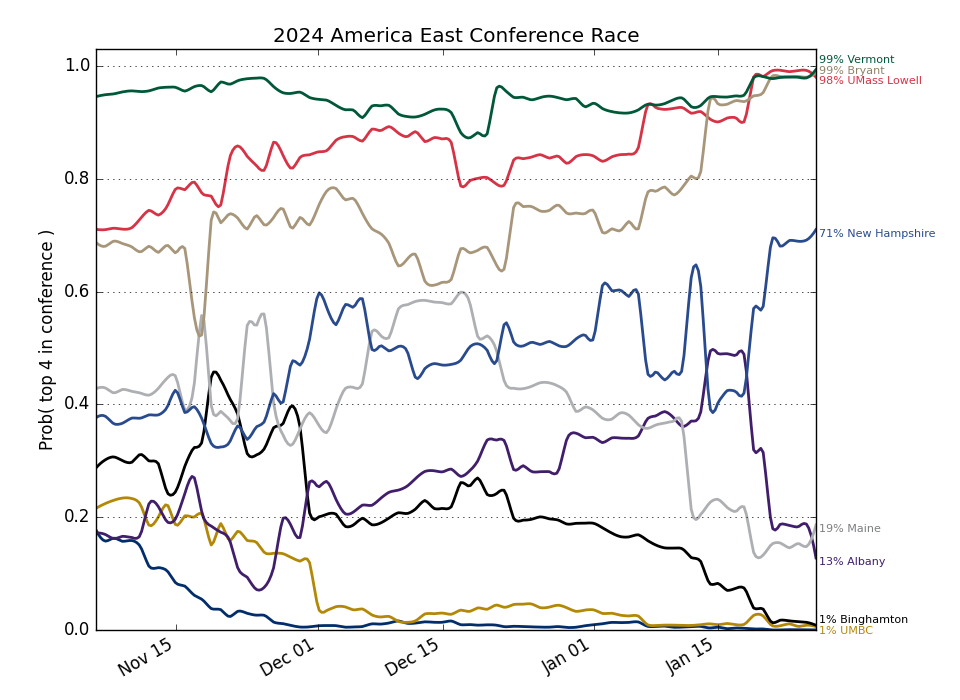 2024 America East Conference Race
Prob( top 4 in conference )
1.0
0.8
0.6
0.4
0.2
0.0
Nov 15
Dec 01
Dec 15
Jan 01
Jan 15
99% Vermont
99% Bryant
98% UMass Lowell
71% New Hampshire
19% Maine
13% Albany
1% Binghamton
1% UMBC